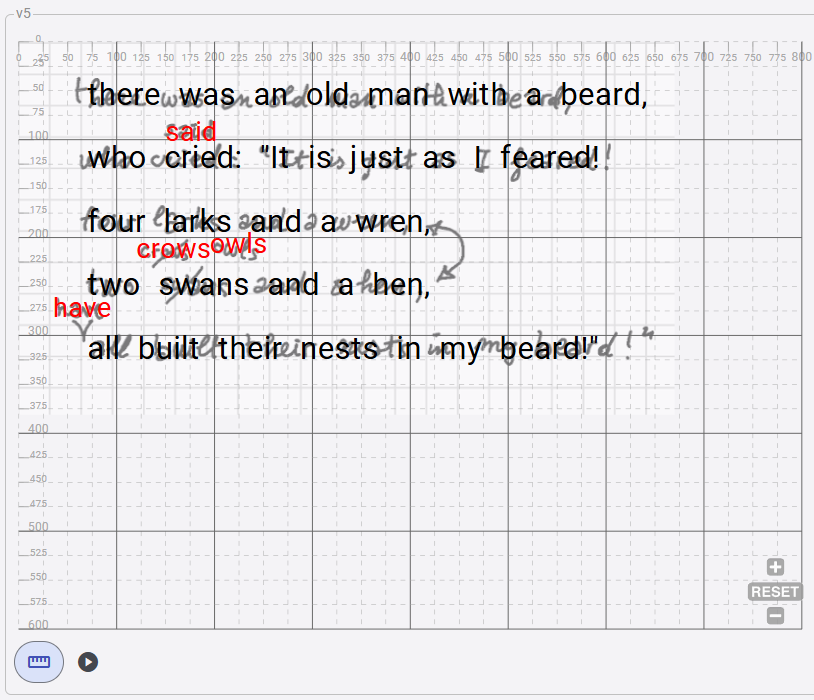 v5
0 25 50 75 100 125 150 175 200 225 250 275 300 325 350 375 400 425 450 475 500 525 550 575 600 625 650 675 700 725 750 775 800
0
25
50
there was an old man with a beard,
75
100
said
125
who cried: "It is just as I feared!
150
175
four larks and a wren,
200
crows owls
225
250
two swans and a hen,
275
have
300
all built their nests in my beard!"
325
350
375
400
425
450
475
500
525
550
575
600
RESET